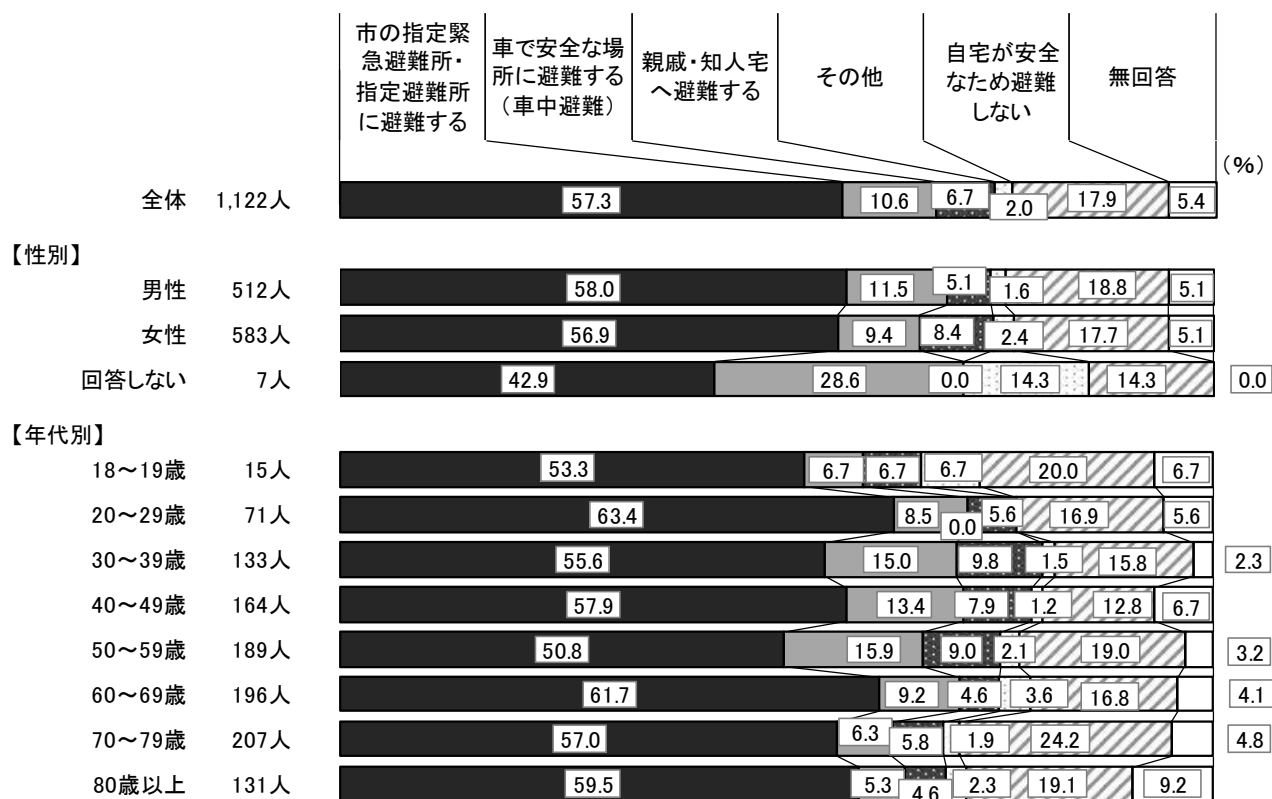 市の指定緊
急避難所・
指定避難所
に避難する
車で安全な場
所に避難する
（車中避難）
親戚・知人宅
へ避難する
その他
自宅が安全
なため避難
しない
無回答
（％）
全体 1,122人 57.3 10.6 6.7 2.0 17.9 5.4
【性別】
男性 512人 58.0 11.5 5.1 1.6 18.8 5.1
女性 583人 56.9 9.4 8.4 2.4 17.7 5.1
回答しない 7人 42.9 28.6 0.0 14.3 14.3 0.0
【年代別】
18～19歳 15人 53.3 6.7 6.7 6.7 20.0 6.7
20～29歳 71人 63.4 8.5 0.0 5.6 16.9 5.6
30～39歳 133人 55.6 15.0 9.8 1.5 15.8 2.3
40～49歳 164人 57.9 13.4 7.9 1.2 12.8 6.7
50～59歳 189人 50.8 15.9 9.0 2.1 19.0 3.2
60～69歳 196人 61.7 9.2 4.6 3.6 16.8 4.1
70～79歳 207人 57.0 6.3 5.8 1.9 24.2 4.8
80歳以上 131人 59.5 5.3 4.6 2.3 19.1 9.2